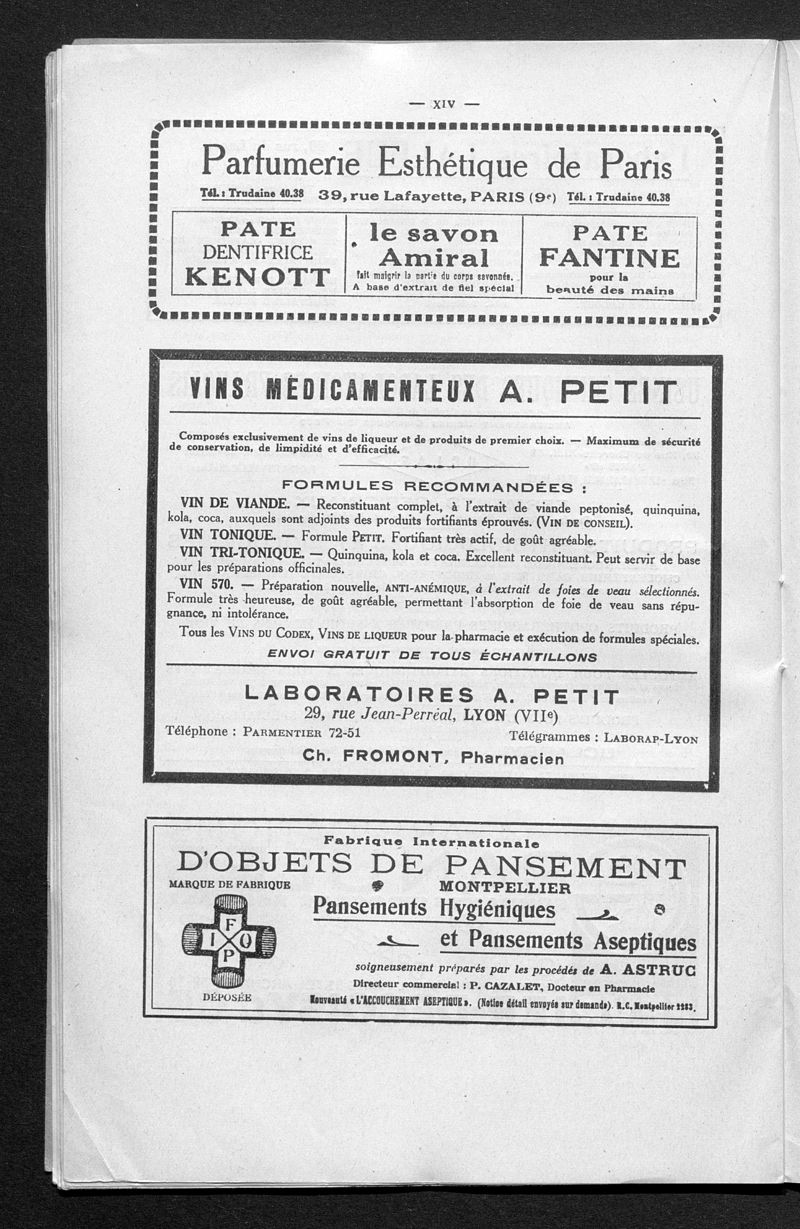 — XIV —
Parfumerie Esthétique de Paris
Tél. : Trudaine 40.38 39, rue Lafayette, PARIS (9e) Tél. : Trudaine 40.38
PATE
DENTIFRICE
KENOTT
le savon
Amiral
fait maigrir la partie du corps savonnée.
A base d'extrait de fiel spécial
PATE
FANTINE
pour la
beauté des mains
VINS MÉDICAMENTEUX A. PETIT
Composés exclusivement de vins de liqueur et de produits de premier choix. — Maximum de sécurité
de conservation, de limpidité et d'efficacité.
FORMULES RECOMMANDÉES :
VIN DE VIANDE. — Reconstituant complet, à l'extrait de viande peptonisé, quinquina,
kola, coca, auxquels sont adjoints des produits fortifiants éprouvés. (VIN DE CONSEIL).
VIN TONIQUE. — Formule PETIT. Fortifiant très actif, de goût agréable.
VIN TRI-TONIQUE. — Quinquina, kola et coca. Excellent reconstituant. Peut servir de base
pour les préparations officinales.
VIN 570. — Préparation nouvelle, ANTI-ANÉMIQUE, à l'extrait de foies de veau sélectionnés.
Formule très heureuse, de goût agréable, permettant l'absorption de foie de veau sans répu-
gnance, ni intolérance.
Tous les VINS DU CODEX, VINS DE LIQUEUR pour la pharmacie et exécution de formules spéciales.
ENVOI GRATUIT DE TOUS ÉCHANTILLONS
LABORATOIRES A. PETIT
29, rue Jean-Perréal, LYON (VIIe)
Téléphone : PARMENTIER 72-51 Télégrammes : LABORAP-LYON
Ch. FROMONT, Pharmacien
Fabrique Internationale
D'OBJETS DE PANSEMENT
MARQUE DE FABRIQUE
MONTPELLIER
F
I O
P
DÉPOSÉE
Pansements Hygiéniques
et Pansements Aseptiques
soigneusement préparés par les procédés de A. ASTRUC
Directeur commercial : P. CAZALET, Docteur en Pharmacie
Nouveauté « L'ACCOUCHEMENT ASEPTIQUE ». (Notice détail envoyée sur demande). R.C. Montpellier 2283.